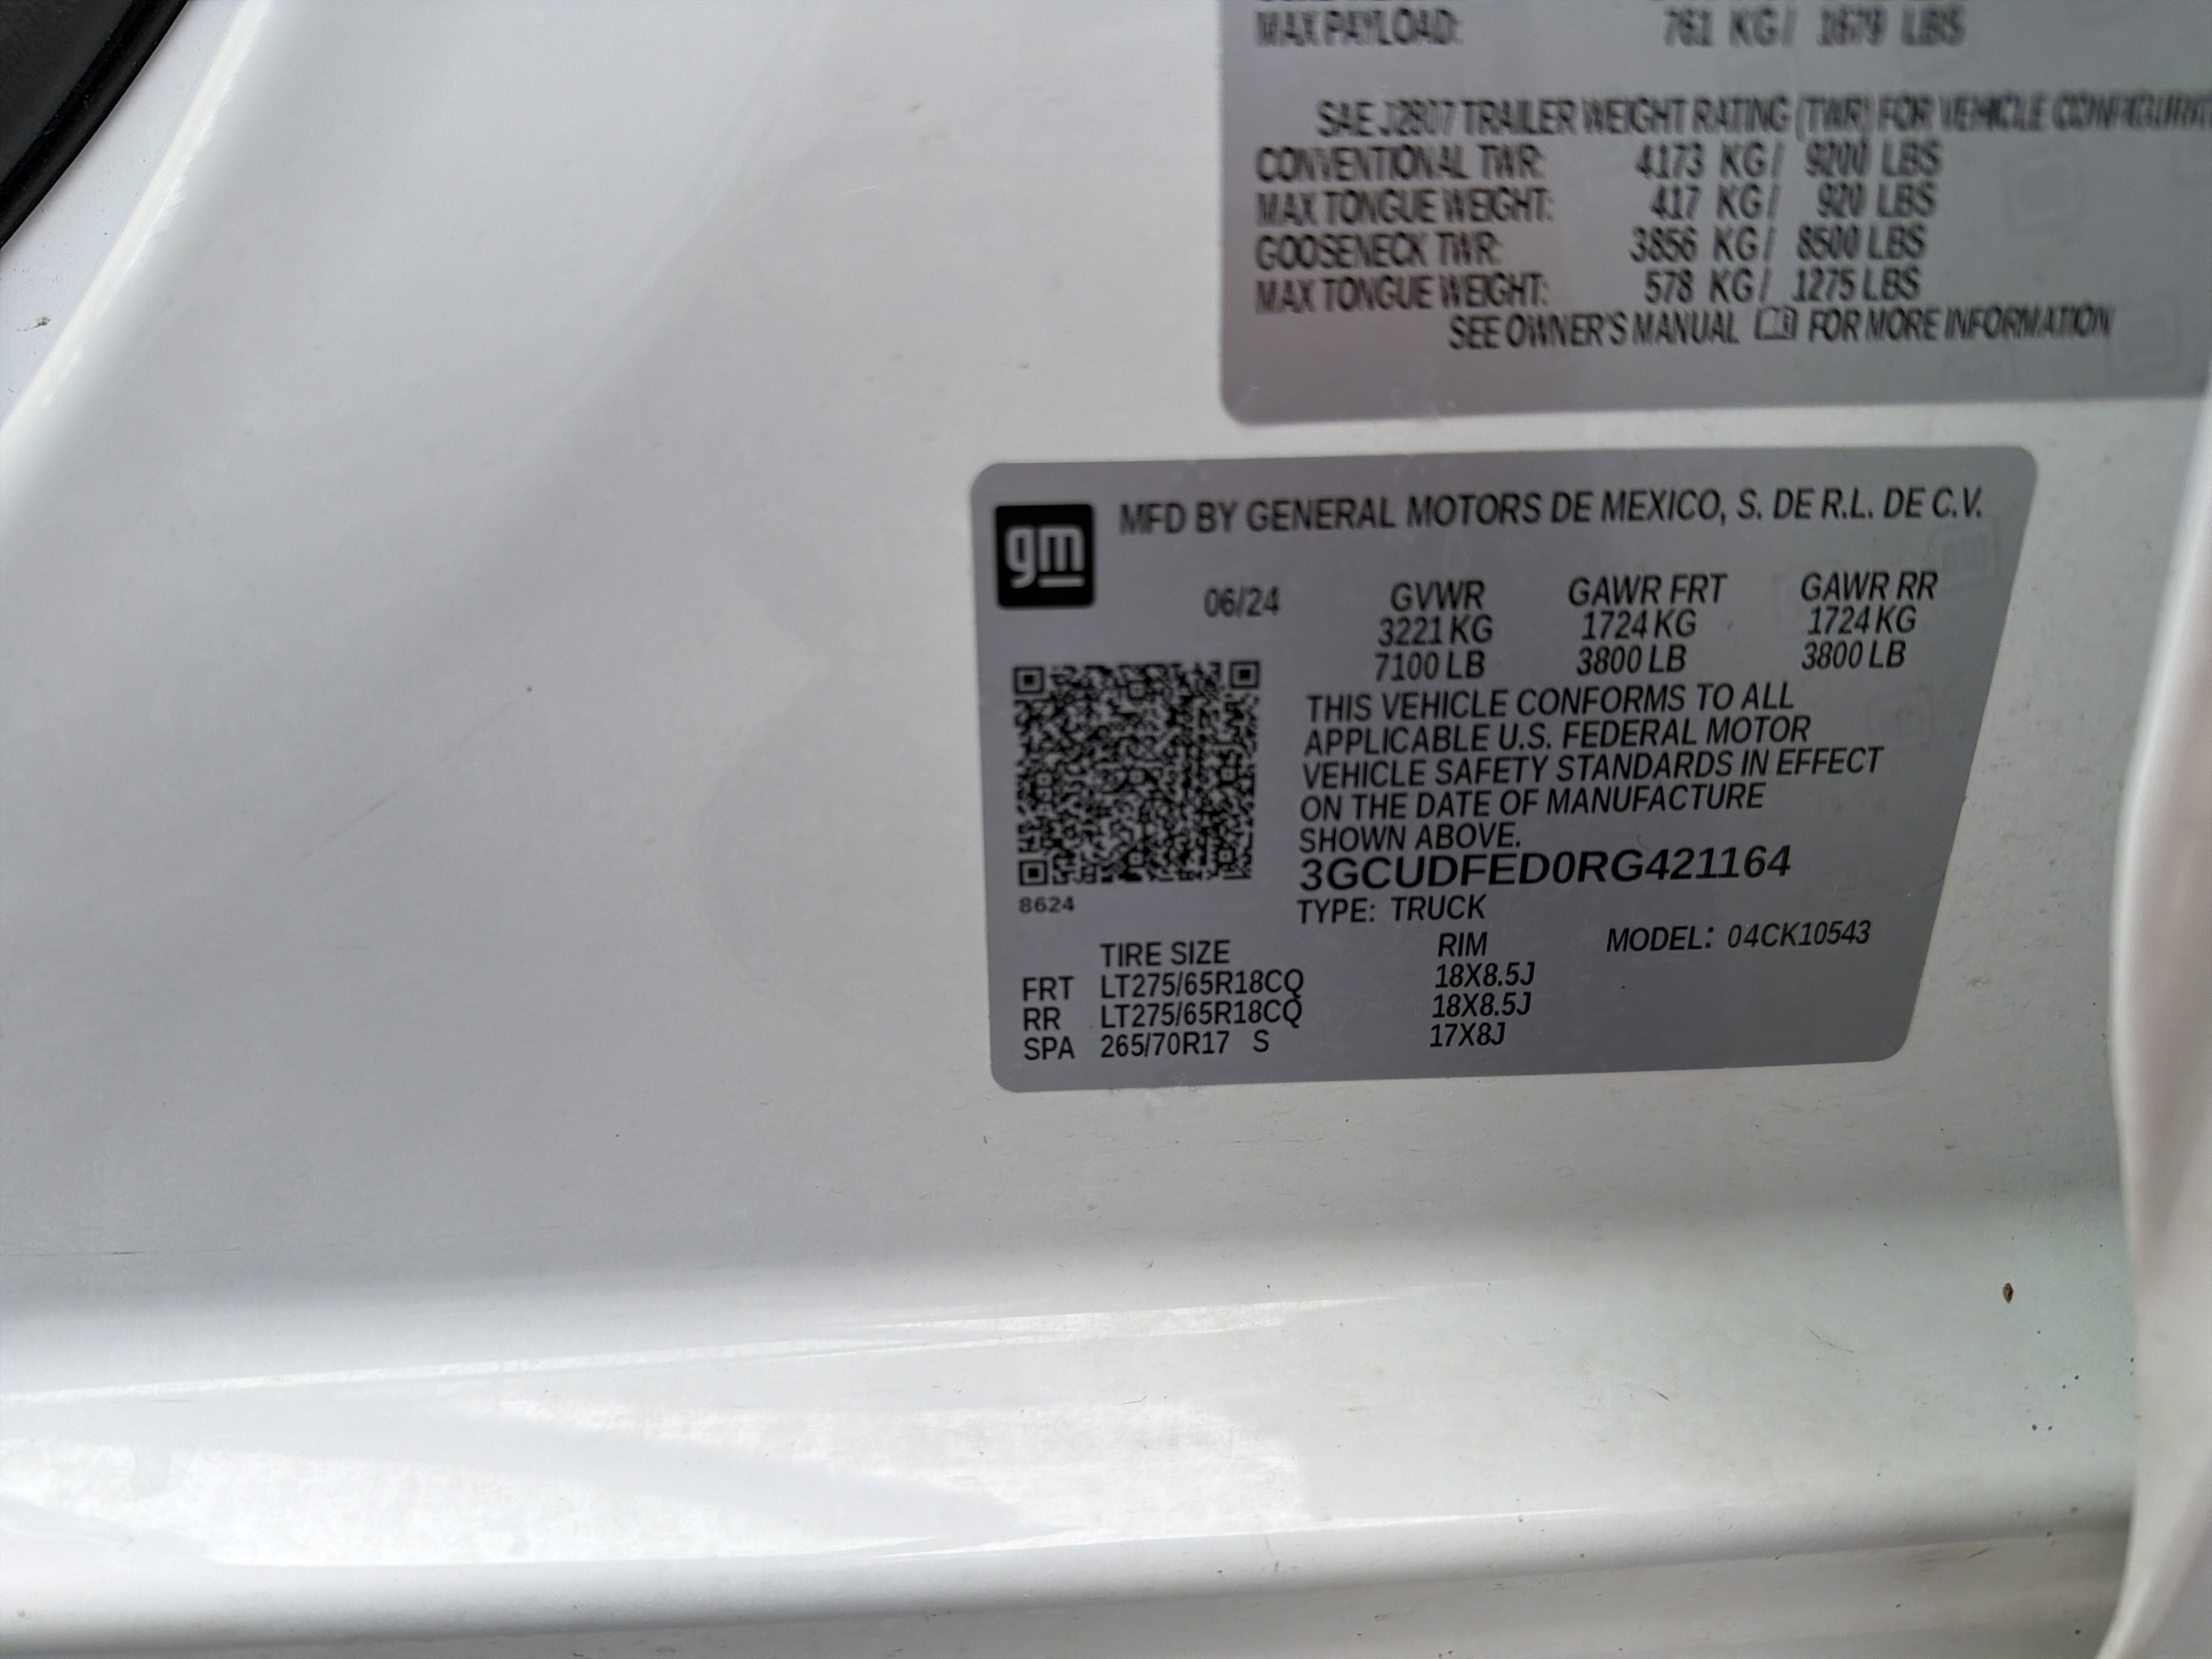 MAX PAYLOAD: 761 KG/ 1679 LBS
SAE J2807 TRAILER WEIGHT RATING (TWR) FOR VEHICLE
CONVENTIONAL TWR: 4173 KG/ 9200 LBS
MAX TONGUE WEIGHT: 417 KG/ 920 LBS
GOOSENECK TWR: 3856 KG/ 8500 LBS
MAX TONGUE WEIGHT: 578 KG/ 1275 LBS
SEE OWNER'S MANUAL FOR MORE INFORMATION
gm
MFD BY GENERAL MOTORS DE MEXICO, S. DE R.L. DE C.V.
06/24 GVWR GAWR FRT GAWR RR
3221 KG 1724 KG 1724 KG
7100 LB 3800 LB 3800 LB
THIS VEHICLE CONFORMS TO ALL
APPLICABLE U.S. FEDERAL MOTOR
VEHICLE SAFETY STANDARDS IN EFFECT
ON THE DATE OF MANUFACTURE
SHOWN ABOVE.
3GCUDFED0RG421164
8624
TYPE: TRUCK
TIRE SIZE RIM MODEL: 04CK10543
FRT LT275/65R18CQ 18X8.5J
RR LT275/65R18CQ 18X8.5J
SPA 265/70R17 S 17X8J